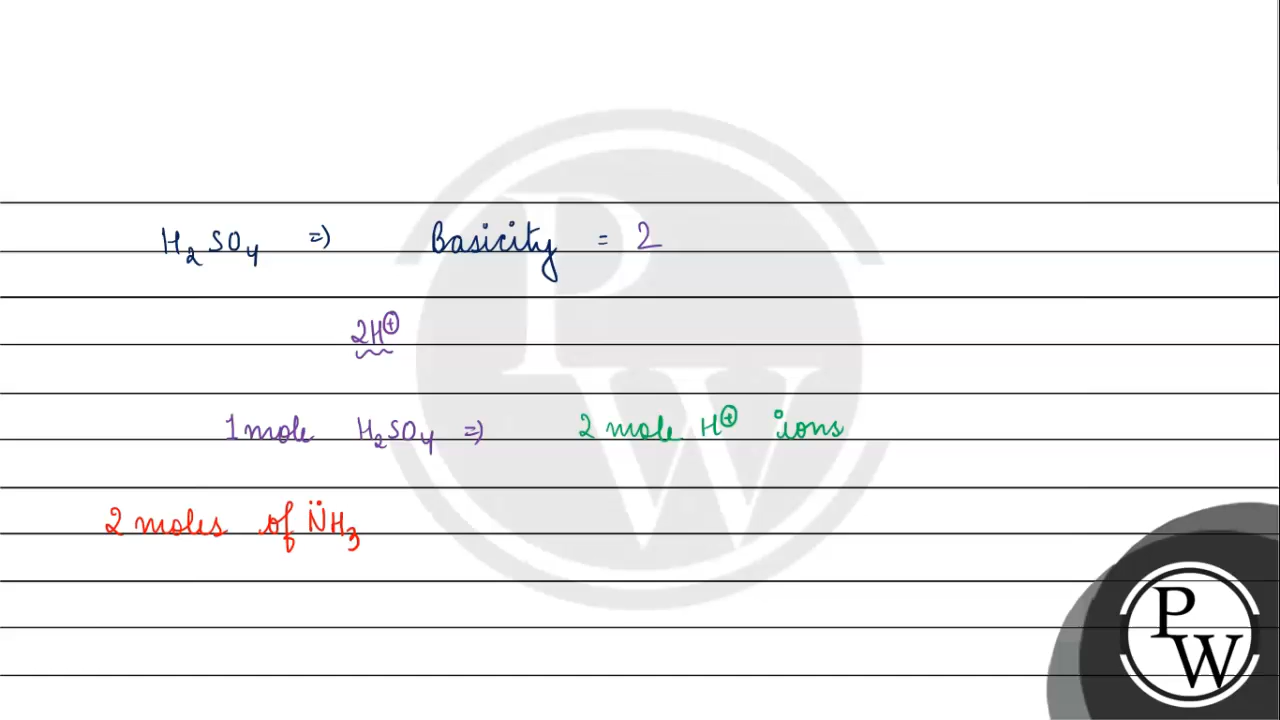 H₂SO₄ ⇒ Basicity = 2
2H⊕
1 mole H₂SO₄ ⇒ 2 mole H⊕ ions
2 moles of N̈H₃
P
W
P
W